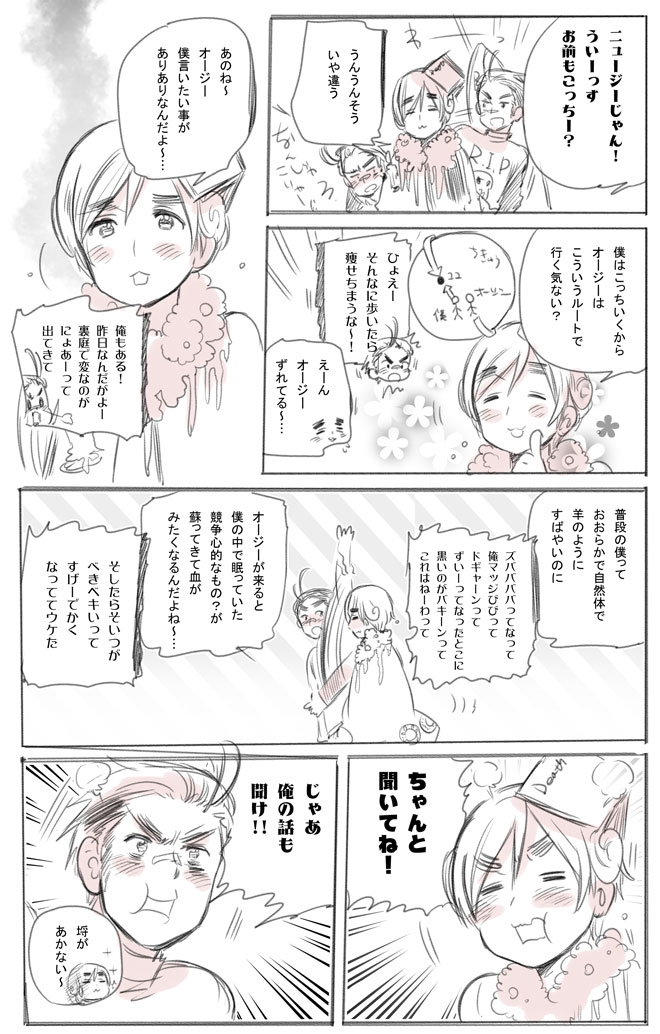 ニュージーじゃん！
ういーっす
お前もこっちー？
うんうんそう
いや違う
なんじゃ
こりゃあ
RIP
僕はこっちいくから
オージーは
こういうルートで
行く気ない？
ちきゅう
ココ
オージー
僕
ひょえー
そんなに歩いたら
痩せちまうな～！
えーん
オージー
ずれてる～…
あのね～
オージー
僕言いたい事が
ありありなんだよ～…
俺もある！
昨日なんだがよー
裏庭で変なのが
にょあーって
出てきて
普段の僕って
おおらかで自然体で
羊のように
すばやいのに
ズババババってなって
俺マッジびびって
ドギャーンって
ずいーってなったとこに
黒いのがバキーンって
これはねーわって
オージーが来ると
僕の中で眠っていた
競争心的なもの？が
蘇ってきて血が
みたくなるんだよね～…
そしたらそいつが
べきベキいって
すげーでかく
なっててウケた
Death
ちゃんと
聞いてね！
じゃあ
俺の話も
聞け!!
埒が
あかない～